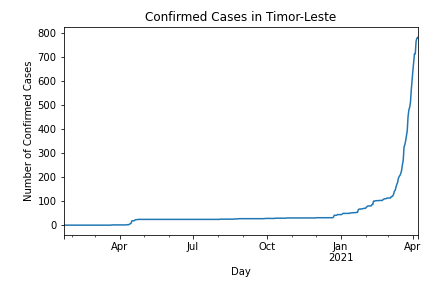 Confirmed Cases in Timor-Leste
800
700
600
500
400
300
200
100
0
Number of Confirmed Cases
Apr Jul Oct Jan Apr
2021
Day